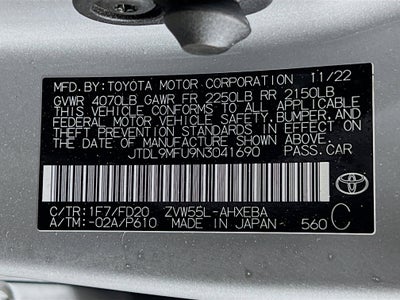 MFD.BY:TOYOTA MOTOR CORPORATION 11/22
GVWR 4070LB GAWR FR 2250LB RR 2150LB
THIS VEHICLE CONFORMS TO ALL APPLICABLE
FEDERAL MOTOR VEHICLE SAFETY,BUMPER,AND
THEFT PREVENTION STANDARDS IN EFFECT ON
THE DATE OF MANUFACTURE SHOWN ABOVE.
JTDL9MFU9N3041690 PASS.CAR
C/TR:1F7/FD20 ZVW55L-AHXEBA
A/TM:-02A/P610 MADE IN JAPAN 560 C
TOYOTA